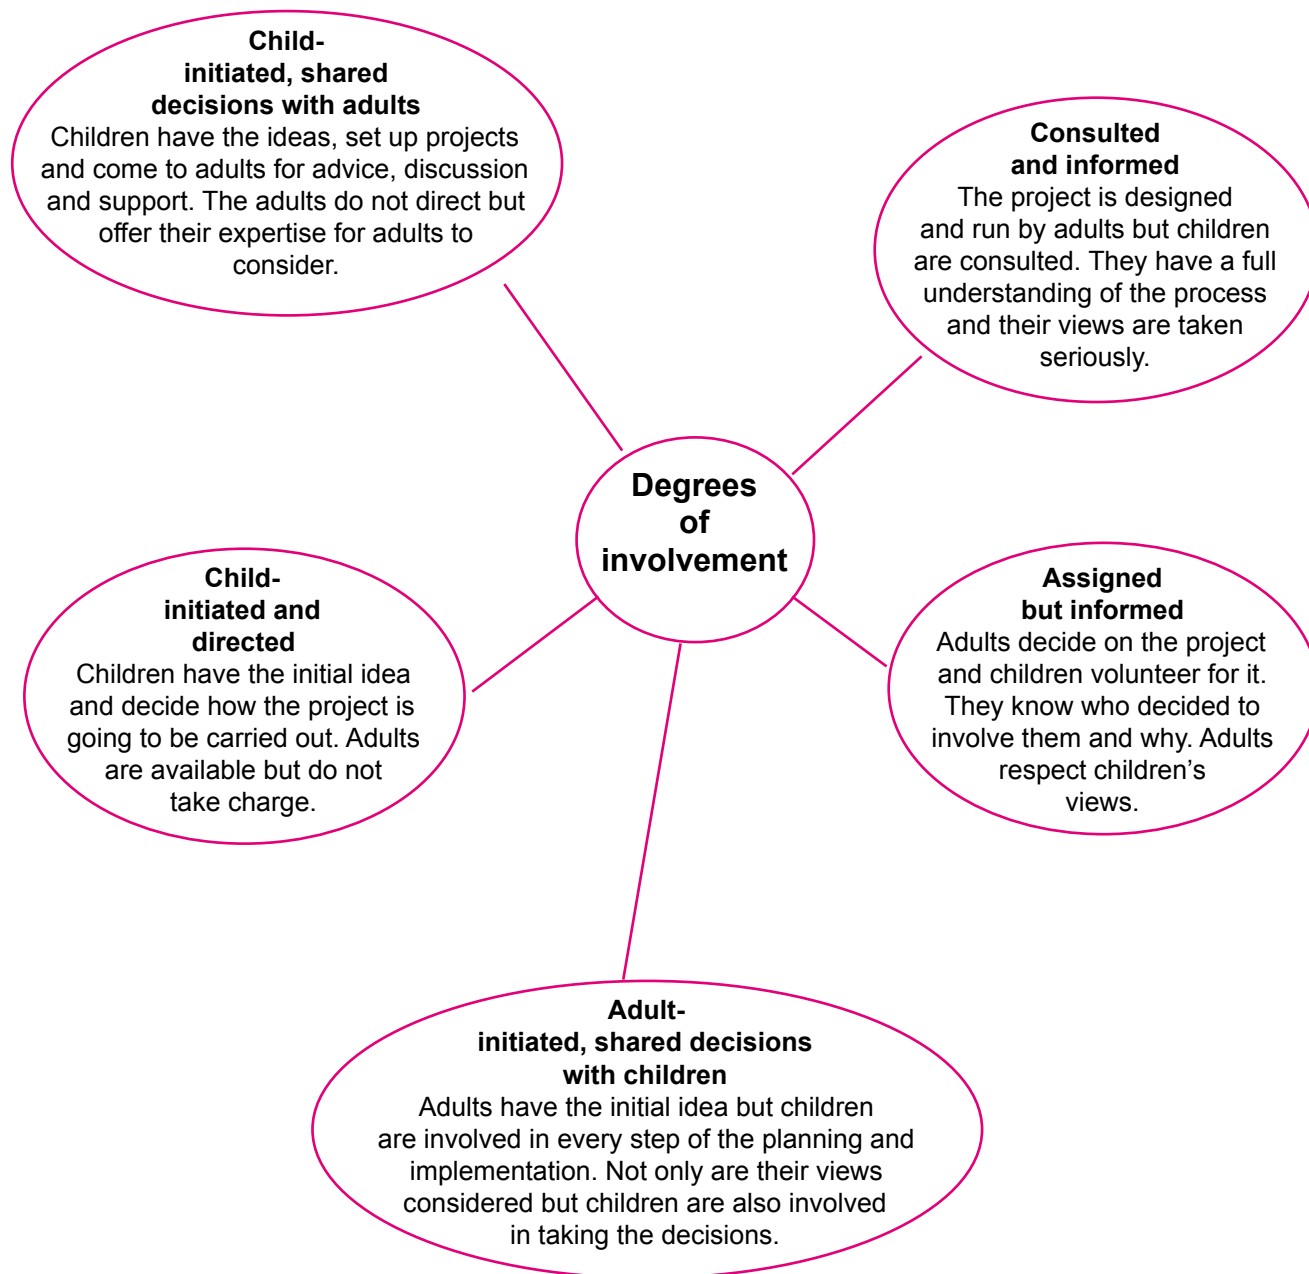 Child-
initiated, shared
decisions with adults
Children have the ideas, set up projects
and come to adults for advice, discussion
and support. The adults do not direct but
offer their expertise for adults to
consider.
Consulted
and informed
The project is designed
and run by adults but children
are consulted. They have a full
understanding of the process
and their views are taken
seriously.
Degrees
of
involvement
Child-
initiated and
directed
Children have the initial idea
and decide how the project is
going to be carried out. Adults
are available but do not
take charge.
Assigned
but informed
Adults decide on the project
and children volunteer for it.
They know who decided to
involve them and why. Adults
respect children’s
views.
Adult-
initiated, shared decisions
with children
Adults have the initial idea but children
are involved in every step of the planning and
implementation. Not only are their views
considered but children are also involved
in taking the decisions.